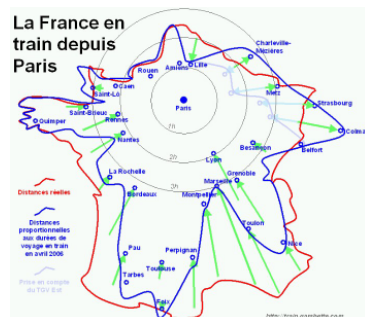 La France en
train depuis
Paris
Charleville-
Mézières
Lille
Amiens
Rouen
Metz
Caen
Saint-Lô
Paris
Strasbourg
Saint-Brieuc
Rennes
Quimper
1h
Colmar
Nantes
Besançon
Belfort
2h
Lyon
La Rochelle
Grenoble
Marseille
3h
Bordeaux
Montpellier
Distances réelles
Distances
proportionnelles
aux durées de
voyage en train
en avril 2006
Toulon
Nice
Pau
Perpignan
Toulouse
Tarbes
Prise en compte
du TGV Est
Foix